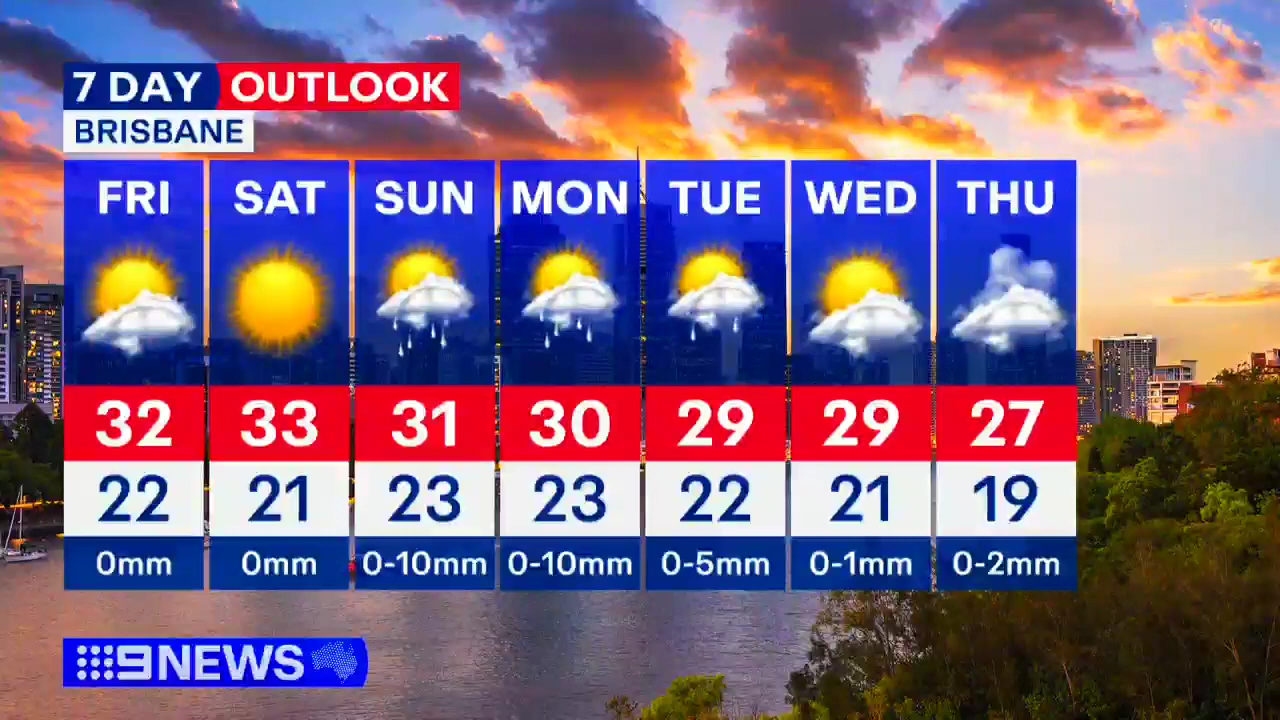 7 DAY OUTLOOK
BRISBANE
FRI SAT SUN MON TUE WED THU
32 33 31 30 29 29 27
22 21 23 23 22 21 19
0mm 0mm 0-10mm 0-10mm 0-5mm 0-1mm 0-2mm
9NEWS